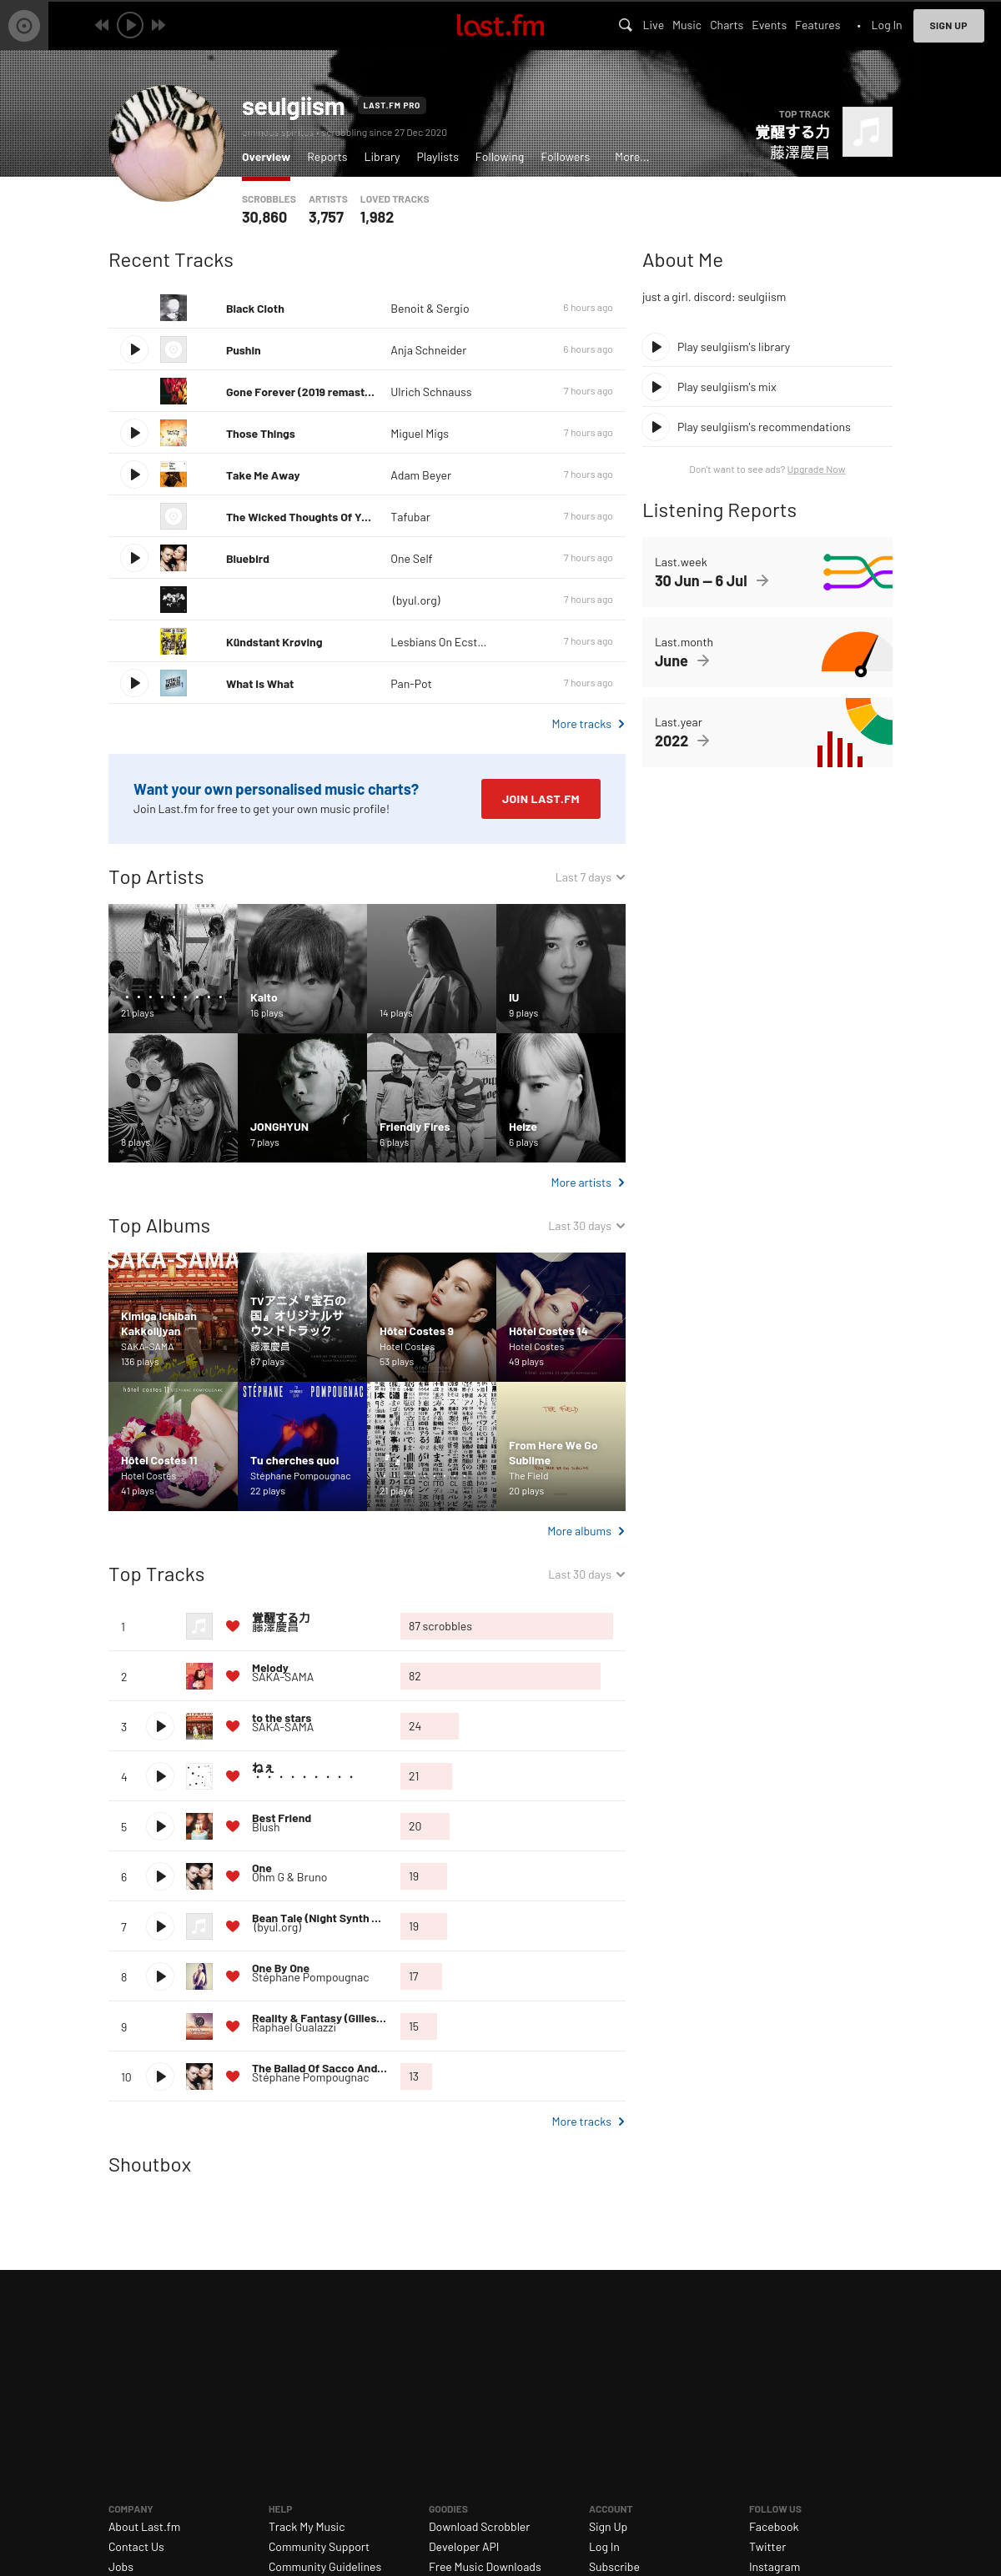 last.fm
Live Music Charts Events Features • Log In SIGN UP
seulgiism LAST.FM PRO
ominous spiritus • scrobbling since 27 Dec 2020
Overview Reports Library Playlists Following Followers More...
TOP TRACK
覚醒する力
藤澤慶昌
SCROBBLES ARTISTS LOVED TRACKS
30,860 3,757 1,982
Recent Tracks
Black Cloth Benoit & Sergio 6 hours ago
Pushin Anja Schneider 6 hours ago
Gone Forever (2019 remast... Ulrich Schnauss 7 hours ago
Those Things Miguel Migs 7 hours ago
Take Me Away Adam Beyer 7 hours ago
The Wicked Thoughts Of Y... Tafubar 7 hours ago
Bluebird One Self 7 hours ago
(byul.org) 7 hours ago
Kündstant Krøving Lesbians On Ecst... 7 hours ago
What Is What Pan-Pot 7 hours ago
More tracks
About Me
just a girl. discord: seulgiism
Play seulgiism's library
Play seulgiism's mix
Play seulgiism's recommendations
Don't want to see ads? Upgrade Now
Listening Reports
Last.week
30 Jun — 6 Jul
Last.month
June
Last.year
2022
Want your own personalised music charts?
Join Last.fm for free to get your own music profile!
JOIN LAST.FM
Top Artists Last 7 days
・・・・・・・・・
21 plays
Kaito
16 plays
14 plays
IU
9 plays
8 plays
JONGHYUN
7 plays
Friendly Fires
6 plays
Heize
6 plays
More artists
Top Albums Last 30 days
SAKA-SAMA
Kimiga Ichiban
Kakkoiijyan
SAKA-SAMA
136 plays
TVアニメ『宝石の
国』オリジナルサ
ウンドトラック
藤澤慶昌
87 plays
Hôtel Costes 9
Hotel Costes
53 plays
Hôtel Costes 14
Hotel Costes
49 plays
hôtel costes 11 STÉPHANE POMPOUGNAC
Hôtel Costes 11
Hotel Costes
41 plays
STÉPHANE POMPOUGNAC
Tu cherches quoi
Stéphane Pompougnac
22 plays
21 plays
THE FIELD
From Here We Go
Sublime
The Field
20 plays
More albums
Top Tracks Last 30 days
1 覚醒する力
藤澤慶昌
87 scrobbles
2 Melody
SAKA-SAMA
82
3 to the stars
SAKA-SAMA
24
4 ねぇ
・・・・・・・・・
21
5 Best Friend
Blush
20
6 One
Ohm G & Bruno
19
7 Bean Tale (Night Synth ...
(byul.org)
19
8 One By One
Stéphane Pompougnac
17
9 Reality & Fantasy (Gilles...
Raphael Gualazzi
15
10 The Ballad Of Sacco And...
Stéphane Pompougnac
13
More tracks
Shoutbox
COMPANY HELP GOODIES ACCOUNT FOLLOW US
About Last.fm Track My Music Download Scrobbler Sign Up Facebook
Contact Us Community Support Developer API Log In Twitter
Jobs Community Guidelines Free Music Downloads Subscribe Instagram